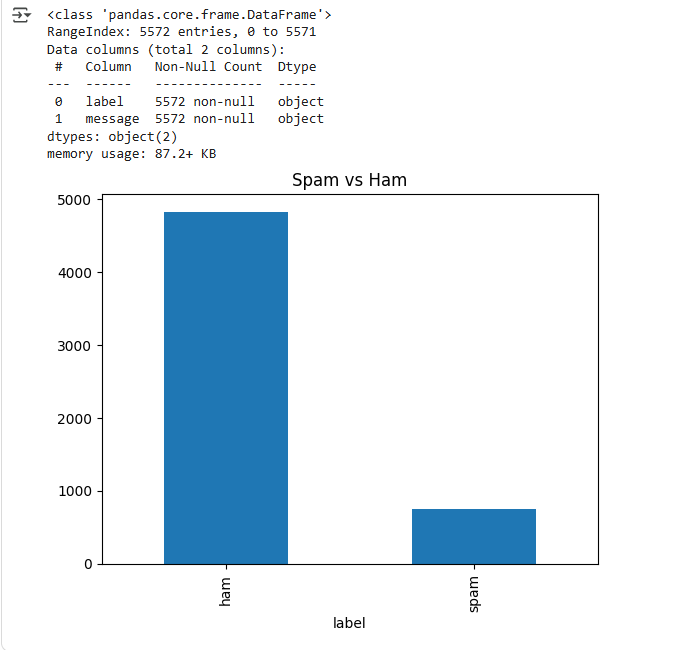 <class 'pandas.core.frame.DataFrame'>
RangeIndex: 5572 entries, 0 to 5571
Data columns (total 2 columns):
 #   Column   Non-Null Count  Dtype
---  ------   --------------  -----
 0   label    5572 non-null   object
 1   message  5572 non-null   object
dtypes: object(2)
memory usage: 87.2+ KB
Spam vs Ham
5000
4000
3000
2000
1000
0
ham
spam
label